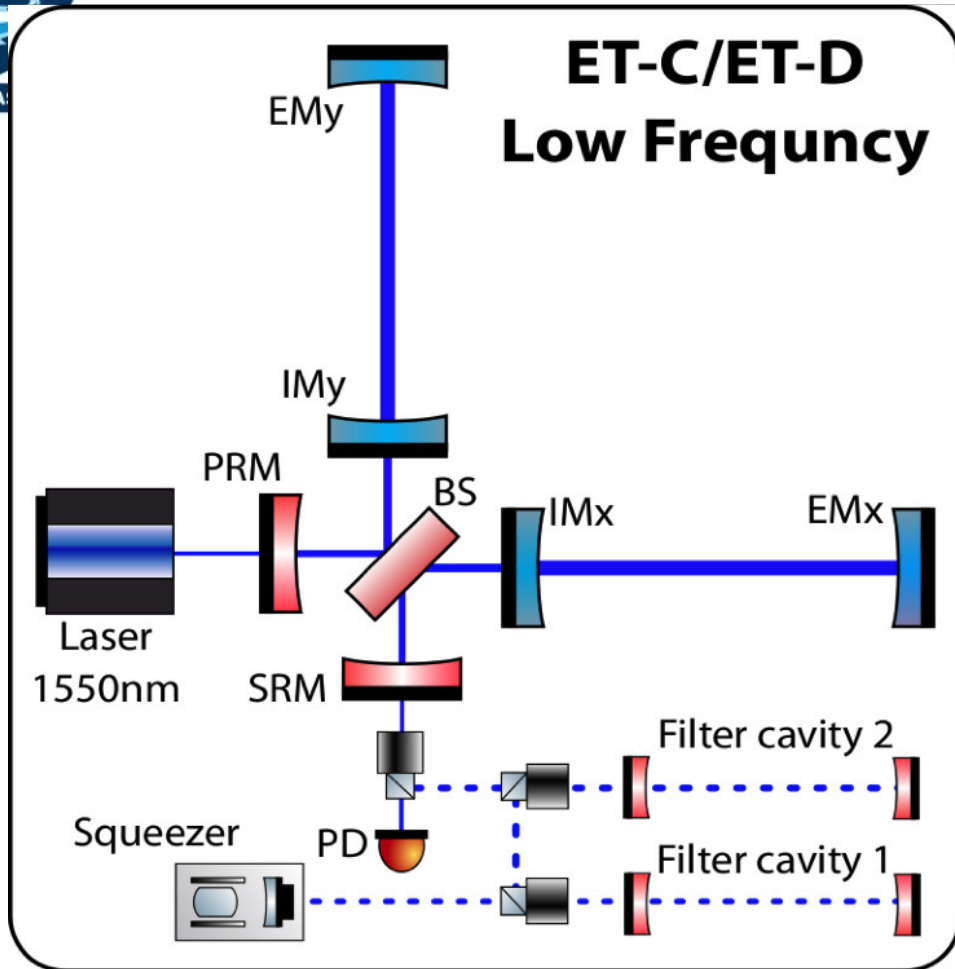 ET-C/ET-D
Low Frequncy
EMy
IMy
PRM
BS
IMx
EMx
Laser
1550nm
SRM
Filter cavity 2
Squeezer
PD
Filter cavity 1